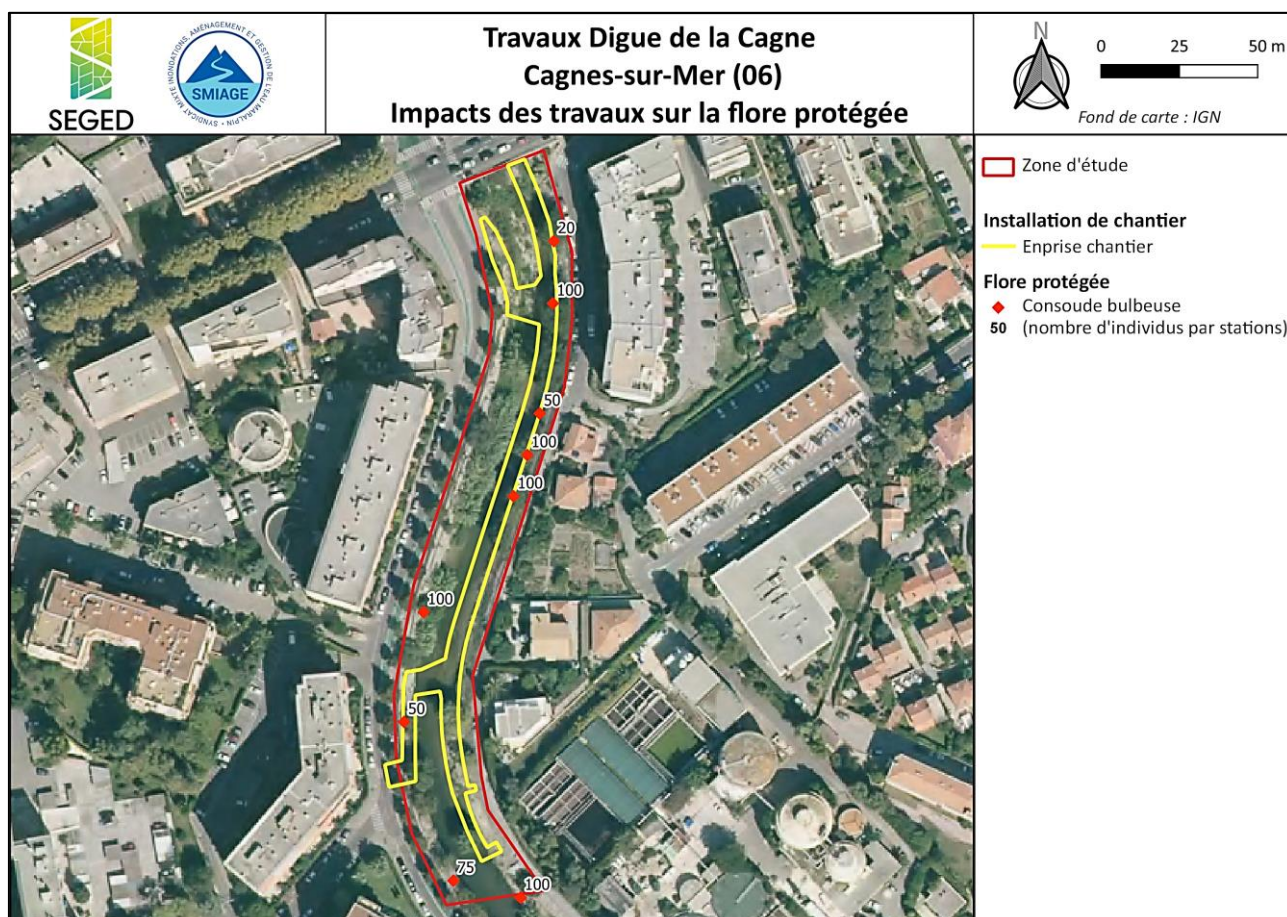 SEGED
SYNDICAT MIXTE INONDATIONS, AMÉNAGEMENT ET GESTION DE L'EAU MARALPIN
SMIAGE
Travaux Digue de la Cagne
Cagnes-sur-Mer (06)
Impacts des travaux sur la flore protégée
N
0 25 50 m
Fond de carte : IGN
Zone d'étude
Installation de chantier
Enprise chantier
Flore protégée
Consoude bulbeuse
50 (nombre d'individus par stations)
20
100
50
100
100
100
50
75
100